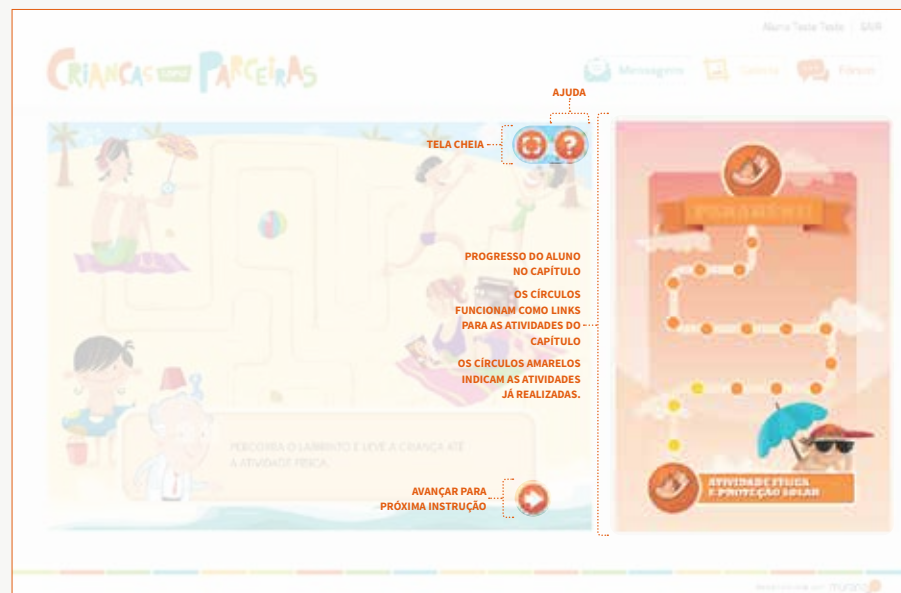 Aluno Teste Teste | SAIR
CRIANÇAS COMO PARCEIRAS
Mensagens
Galeria
Fórum
AJUDA
TELA CHEIA
PARABÉNS!
PROGRESSO DO ALUNO
NO CAPÍTULO
OS CÍRCULOS
FUNCIONAM COMO LINKS
PARA AS ATIVIDADES DO
CAPÍTULO
OS CÍRCULOS AMARELOS
INDICAM AS ATIVIDADES
JÁ REALIZADAS.
PERCORRA O LABIRINTO E LEVE A CRIANÇA ATÉ
A ATIVIDADE FÍSICA.
AVANÇAR PARA
PRÓXIMA INSTRUÇÃO
ATIVIDADE FÍSICA
E PROTEÇÃO SOLAR